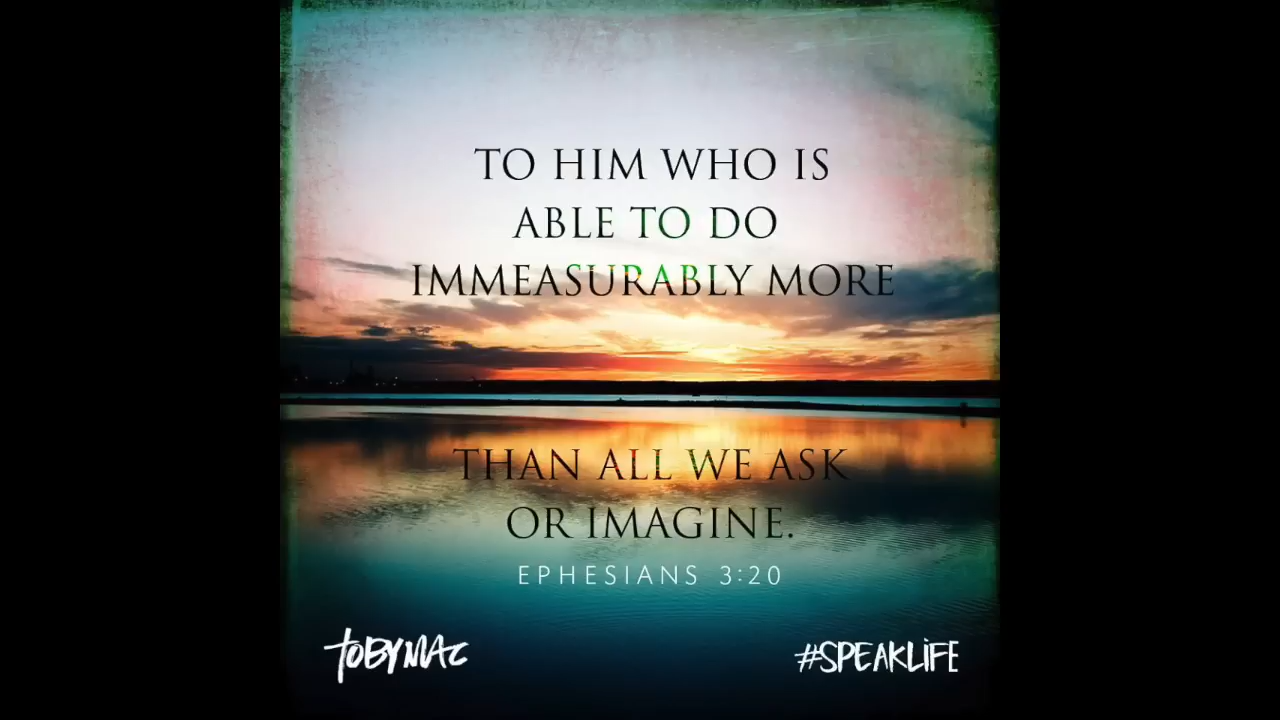 TO HIM WHO IS
ABLE TO DO
IMMEASURABLY MORE
THAN ALL WE ASK
OR IMAGINE.
EPHESIANS 3:20
tOBYMAC
#SPEAKLiFE